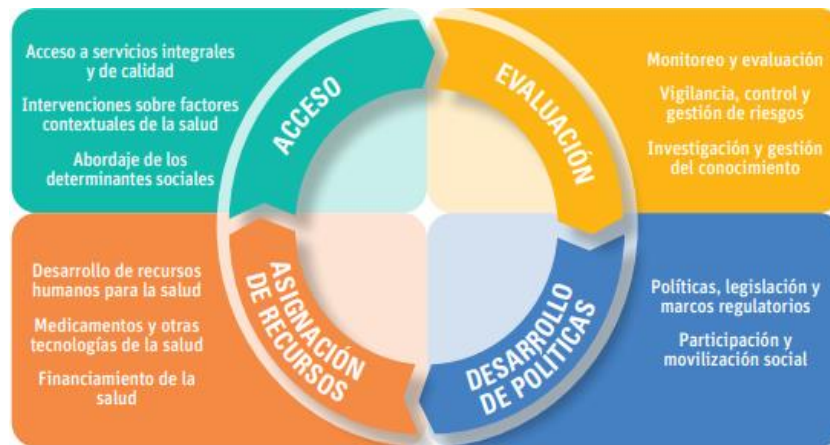 Acceso a servicios integrales
y de calidad
Intervenciones sobre factores
contextuales de la salud
Abordaje de los
determinantes sociales
ACCESO
EVALUACIÓN
Monitoreo y evaluación
Vigilancia, control y
gestión de riesgos
Investigación y gestión
del conocimiento
Desarrollo de recursos
humanos para la salud
Medicamentos y otras
tecnologías de la salud
Financiamiento de la
salud
ASIGNACIÓN
DE RECURSOS
DESARROLLO
DE POLÍTICAS
Políticas, legislación y
marcos regulatorios
Participación y
movilización social